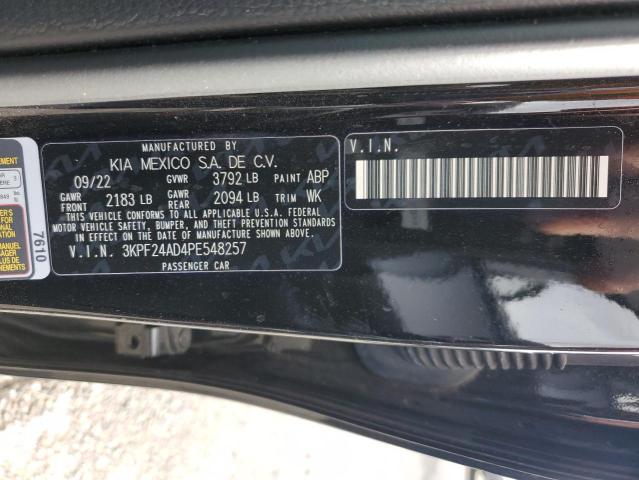 MANUFACTURED BY
KIA MEXICO S.A. DE C.V.
09/22 GVWR 3792 LB PAINT ABP
GAWR FRONT 2183 LB GAWR REAR 2094 LB TRIM WK
THIS VEHICLE CONFORMS TO ALL APPLICABLE U.S.A. FEDERAL
MOTOR VEHICLE SAFETY, BUMPER, AND THEFT PREVENTION
STANDARDS IN EFFECT ON THE DATE OF MANUFACTURE SHOWN ABOVE.
V.I.N. 3KPF24AD4PE548257
PASSENGER CAR
V.I.N.
7610